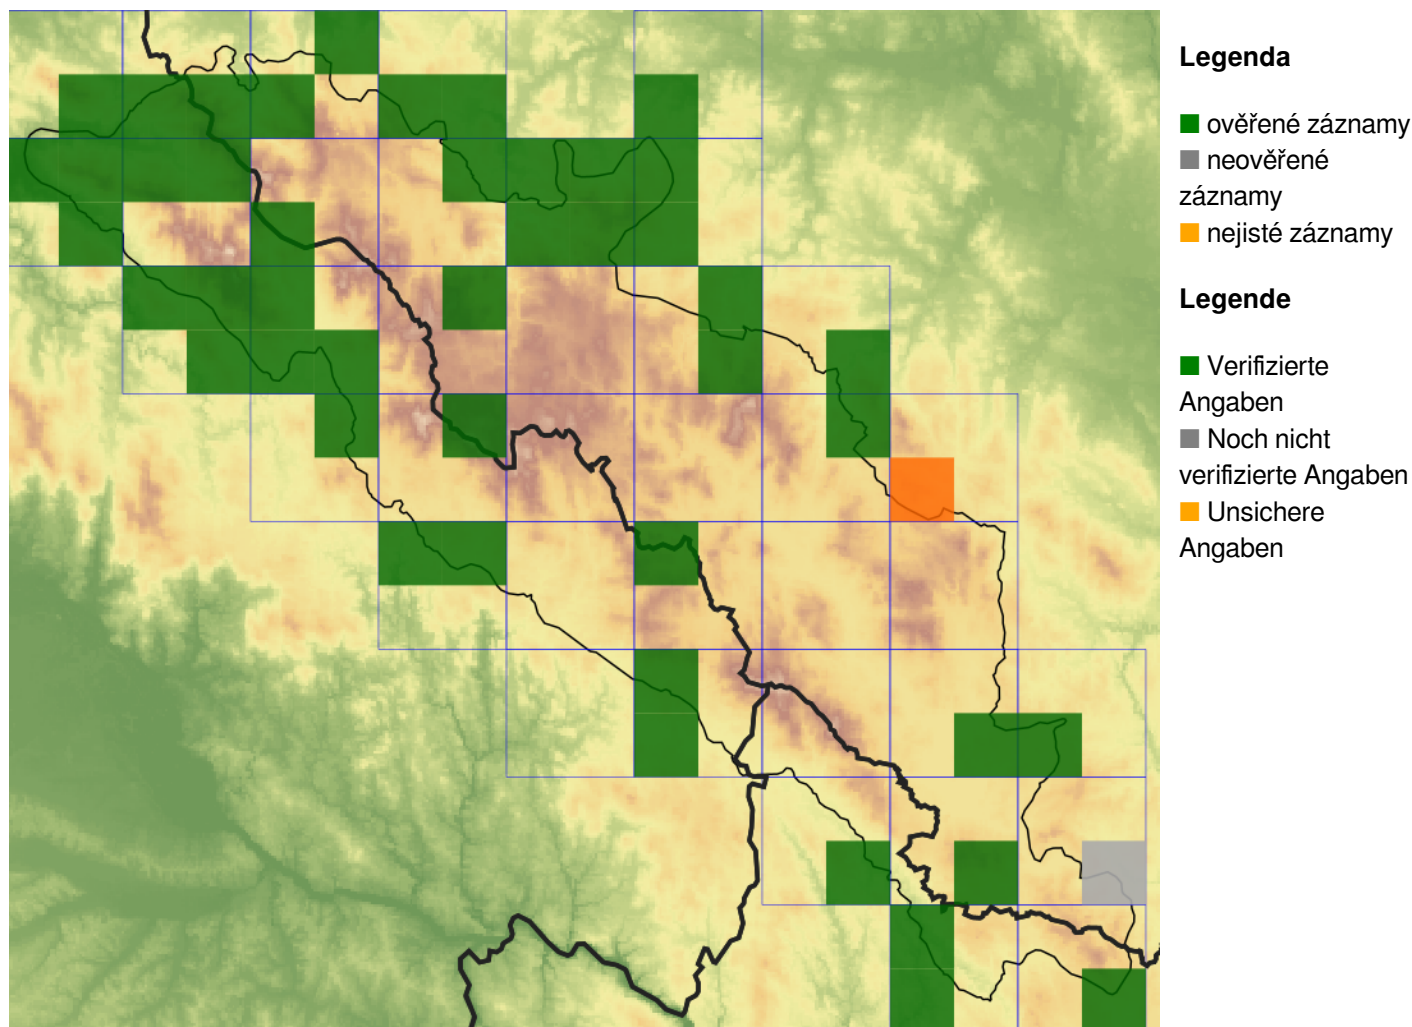 Legenda
ověřené záznamy
neověřené
záznamy
nejisté záznamy
Legende
Verifizierte
Angaben
Noch nicht
verifizierte Angaben
Unsichere
Angaben